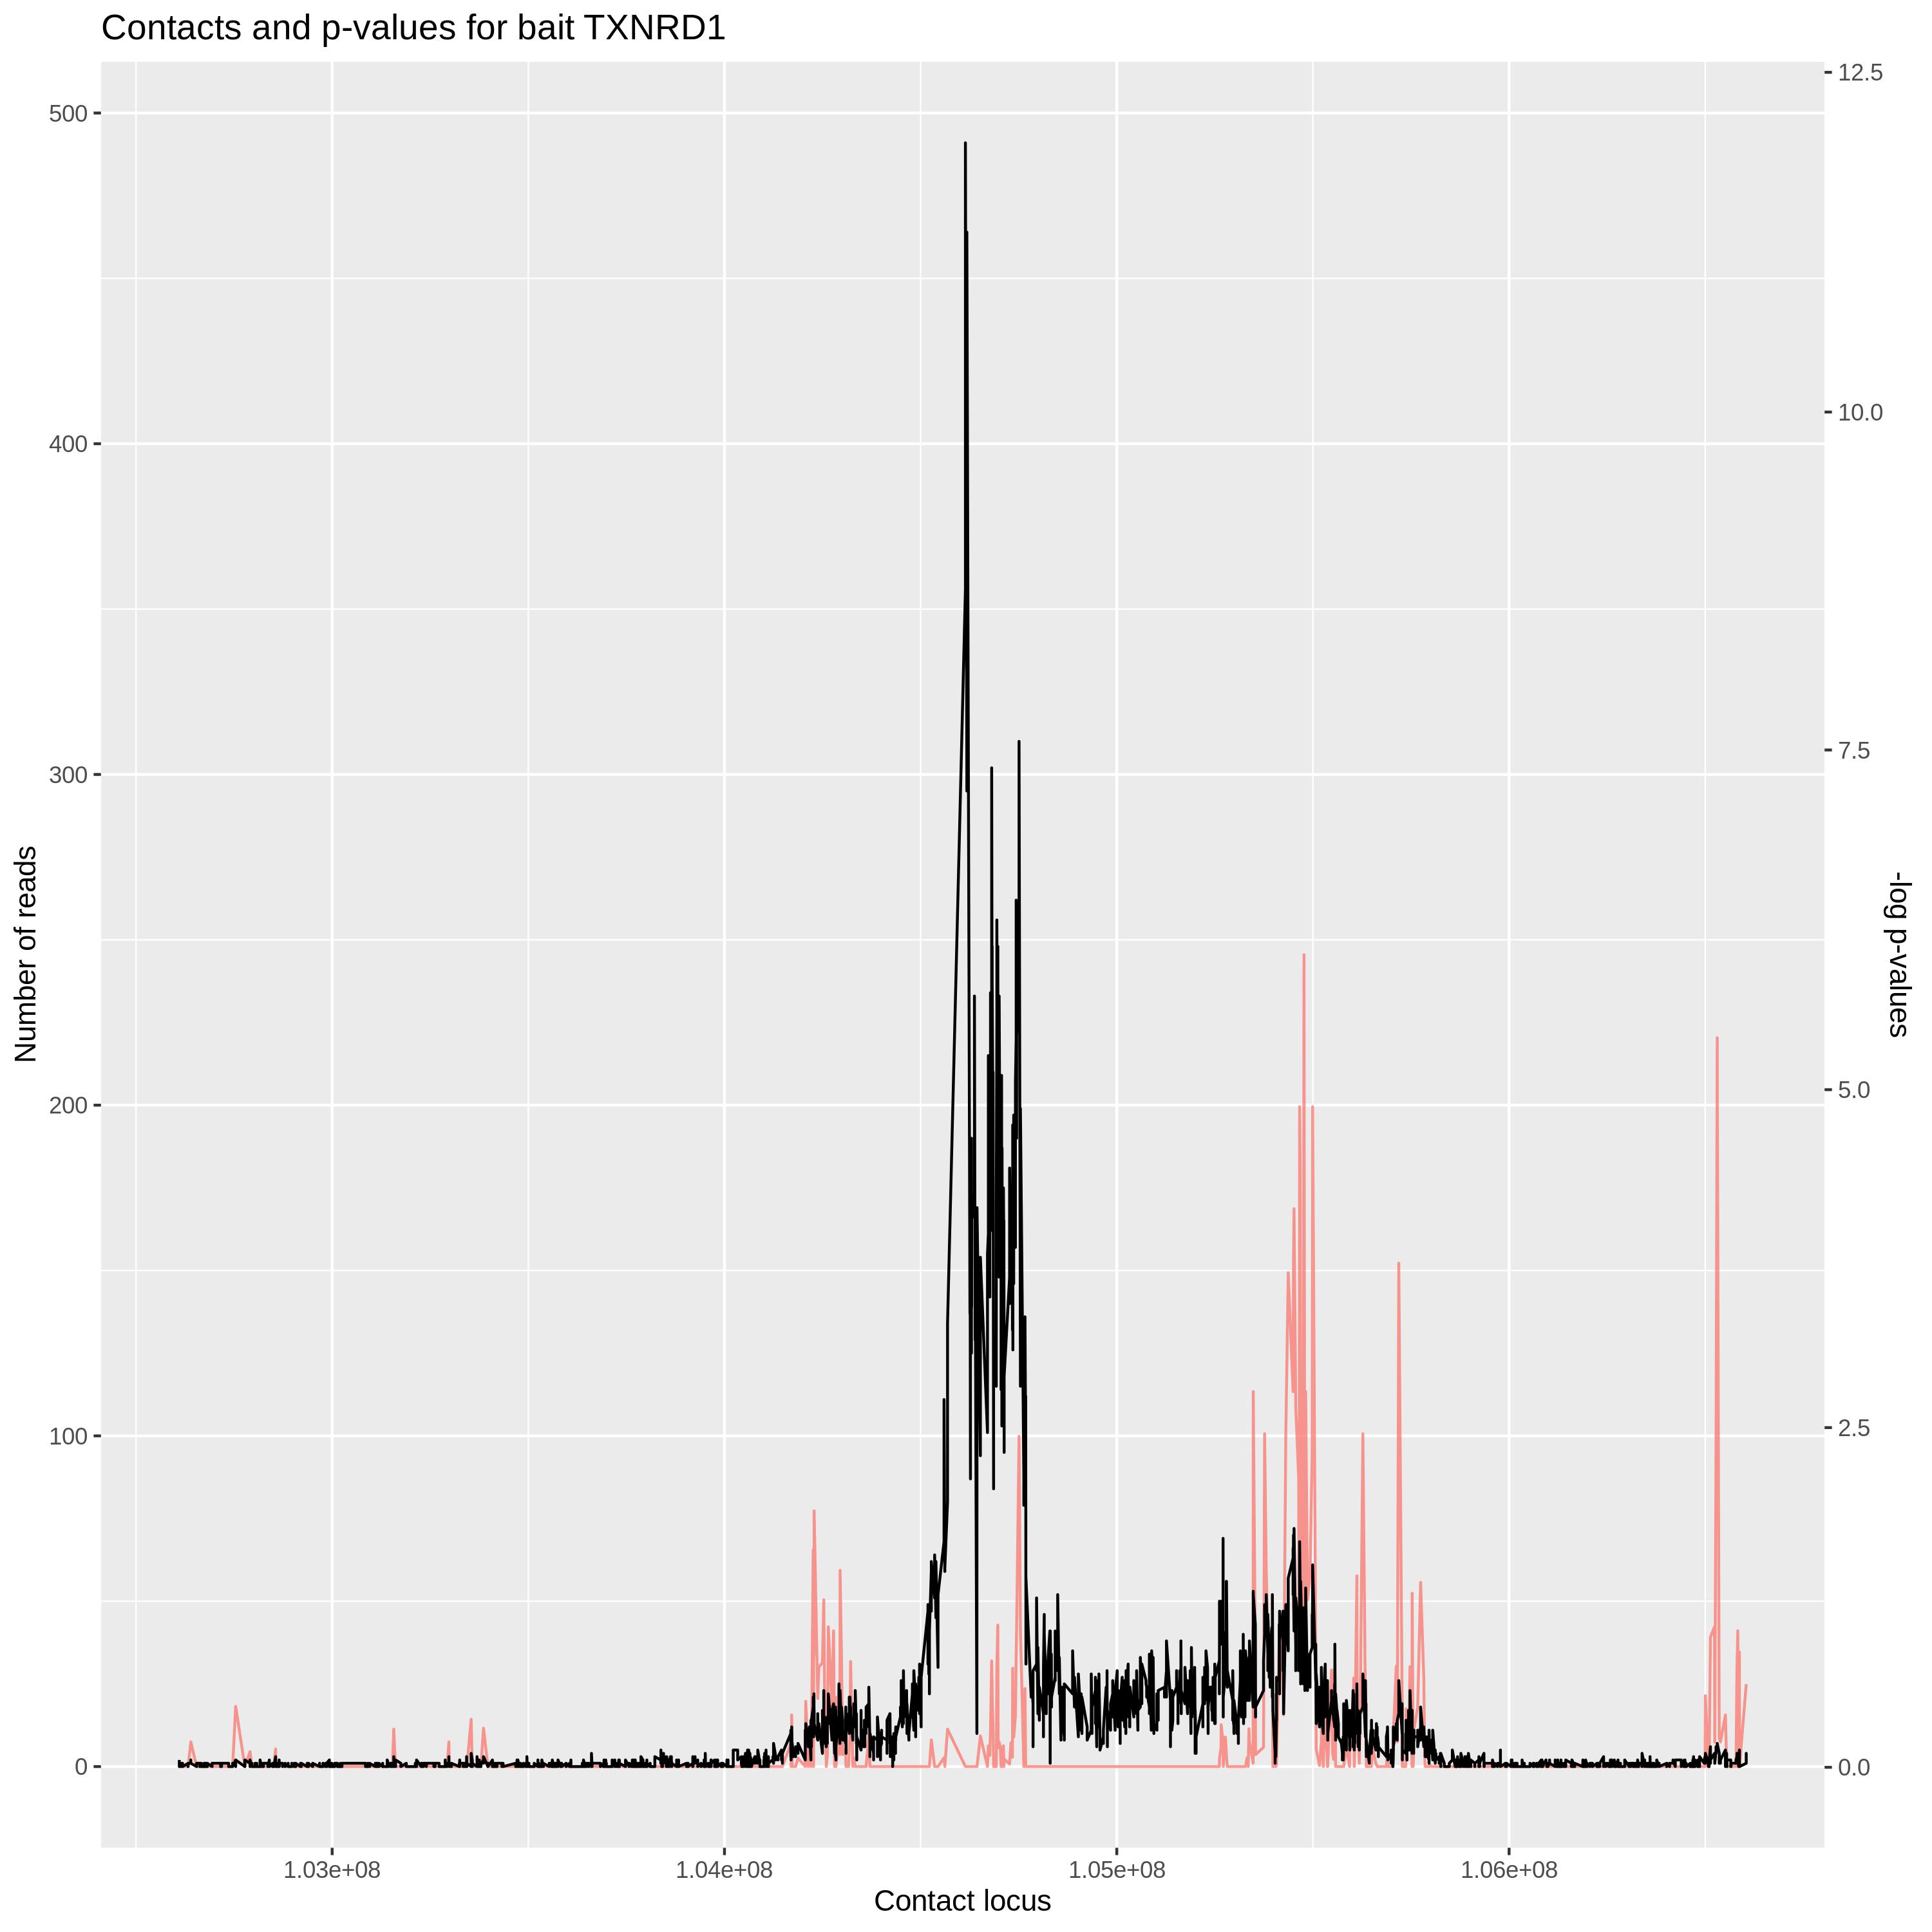 Contacts and p-values for bait TXNRD1
500
400
300
200
100
0
Number of reads
12.5
10.0
7.5
5.0
2.5
0.0
-log p-values
1.03e+08
1.04e+08
1.05e+08
1.06e+08
Contact locus